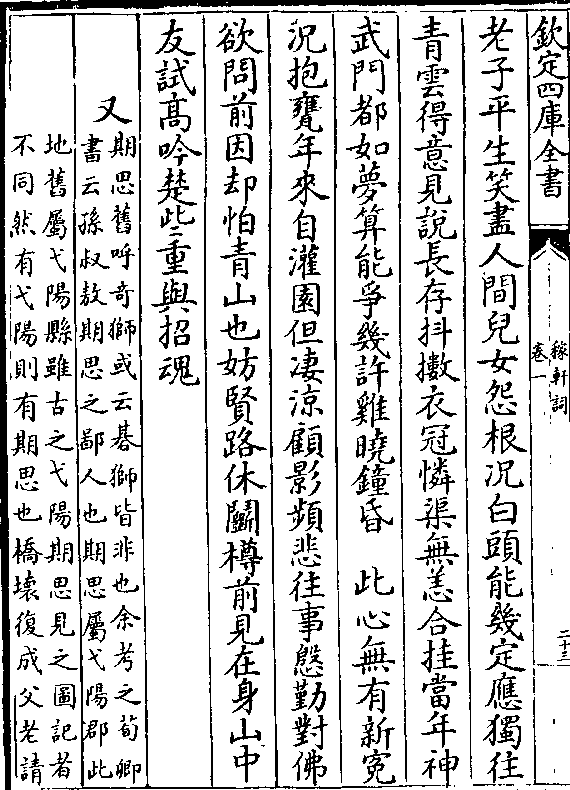 欽定四庫全書
稼軒詞
卷一
二十三
老子平生笑盡人間兒女怨根况白頭能幾定應獨往
青雲得意見說長存抖擻衣冠憐渠無恙合挂當年神
武門都如夢算能爭幾許雞曉鐘昏 此心無有新寃
況抱甕年來自灌園但凄涼顧影頻悲往事慇勤對佛
欲問前因却怕青山也妨賢路休鬭樽前見在身山中
友試高吟楚些重與招魂
又
期思舊呼奇獅或云碁獅皆非也余考之荀卿
書云孫叔敖期思之鄙人也期思屬弋陽郡此
地舊屬弋陽縣雖古之弋陽期思見之圖記者
不同然有弋陽則有期思也橋壞復成父老請